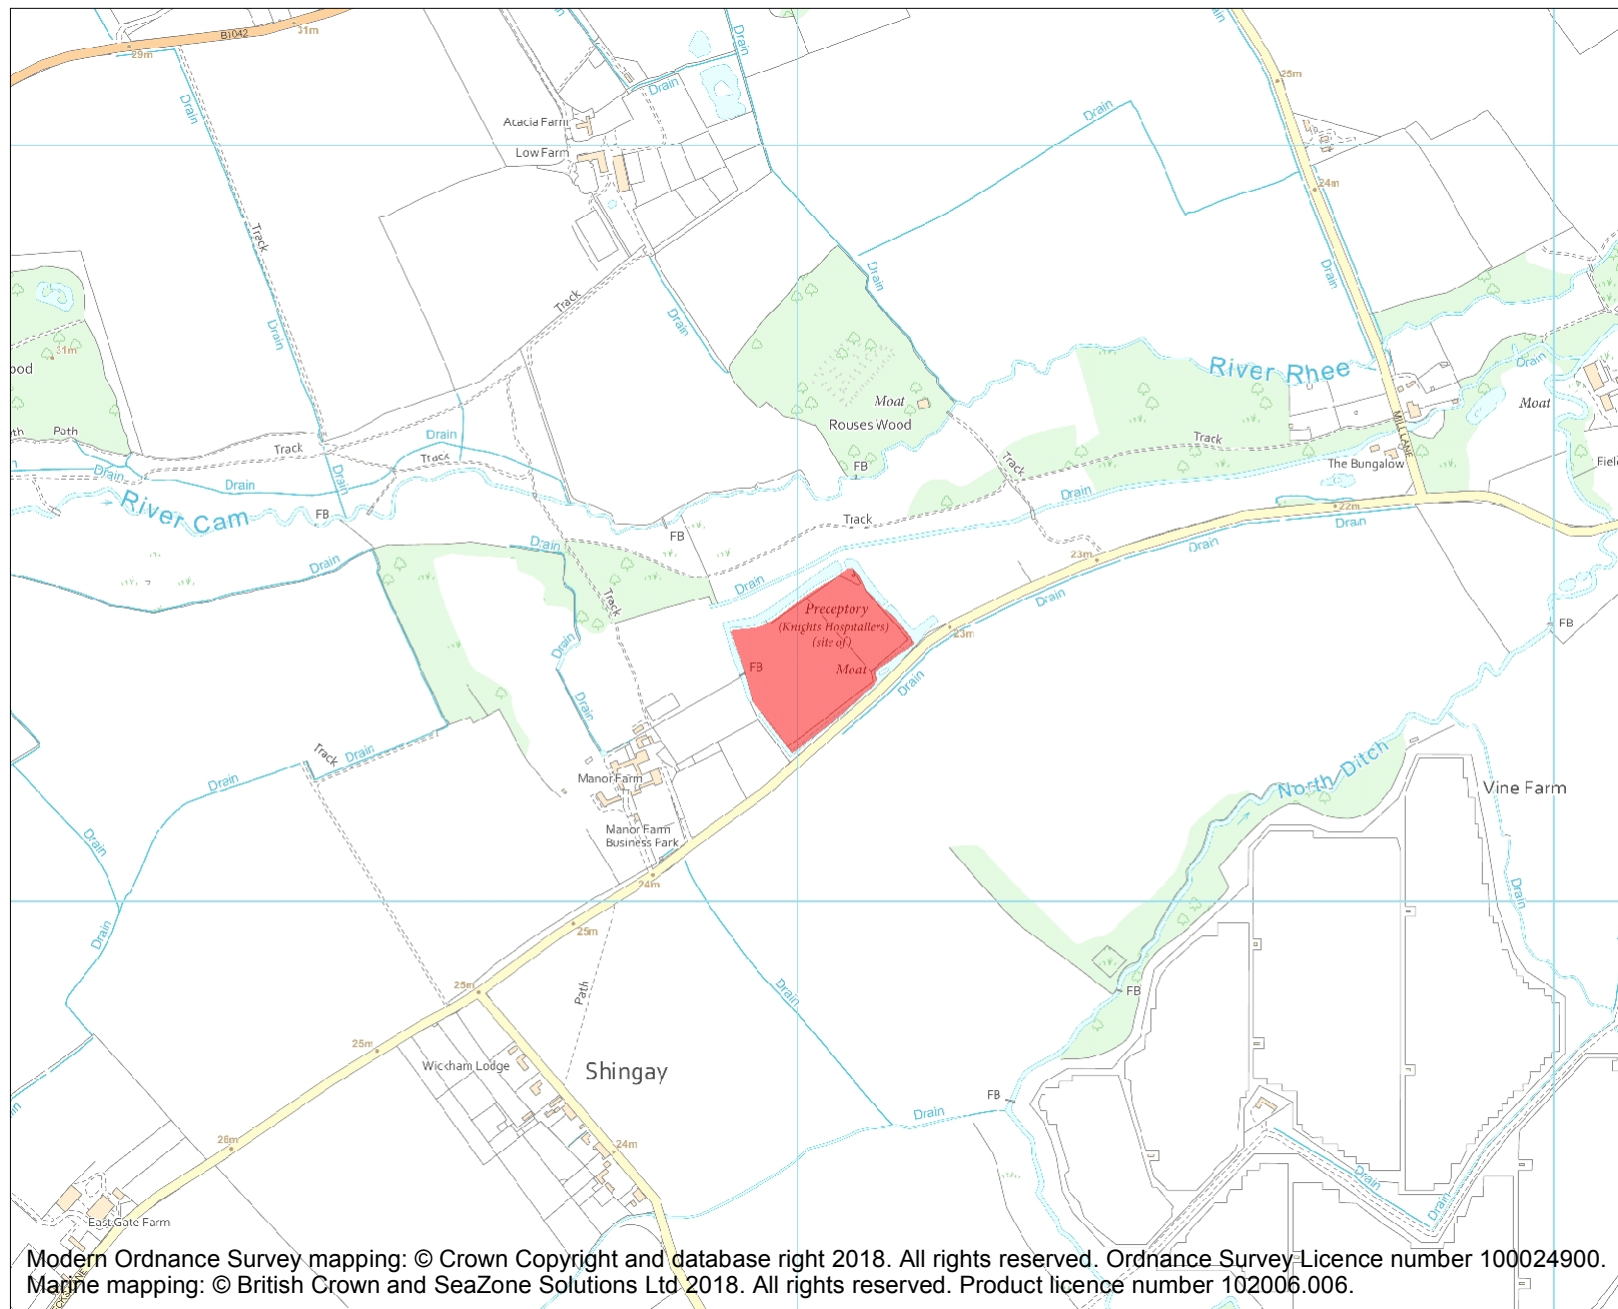 B1042
31m
29m
Drain
Drain
Drain
Drain
25m
Acacia Farm
Low Farm
Drain
24m
Track
Track
Drain
Drain
Drain
Drain
31m
ood
Path
Track
Drain
Drain
Track
Drain
Drain
River Cam
FB
Moat
Rouses Wood
FB
River Rhee
Track
Track
Drain
MILL LANE
The Bungalow
Moat
Drain
Fiel
22m
Drain
Track
FB
Drain
Drain
Drain
Track
Drain
23m
Drain
Drain
Preceptory
(Knights Hospitallers)
(site of)
Moat
FB
23m
Drain
FB
Drain
Drain
Track
Drain
Drain
Manor Farm
Manor Farm
Business Park
24m
North Ditch
Vine Farm
Drain
Drain
Drain
25m
25m
Path
Drain
FB
25m
Wickham Lodge
Shingay
FB
Drain
26m
24m
Drain
Drain
East Gate Farm
Modern Ordnance Survey mapping: © Crown Copyright and database right 2018. All rights reserved. Ordnance Survey Licence number 100024900.
Marine mapping: © British Crown and SeaZone Solutions Ltd 2018. All rights reserved. Product licence number 102006.006.